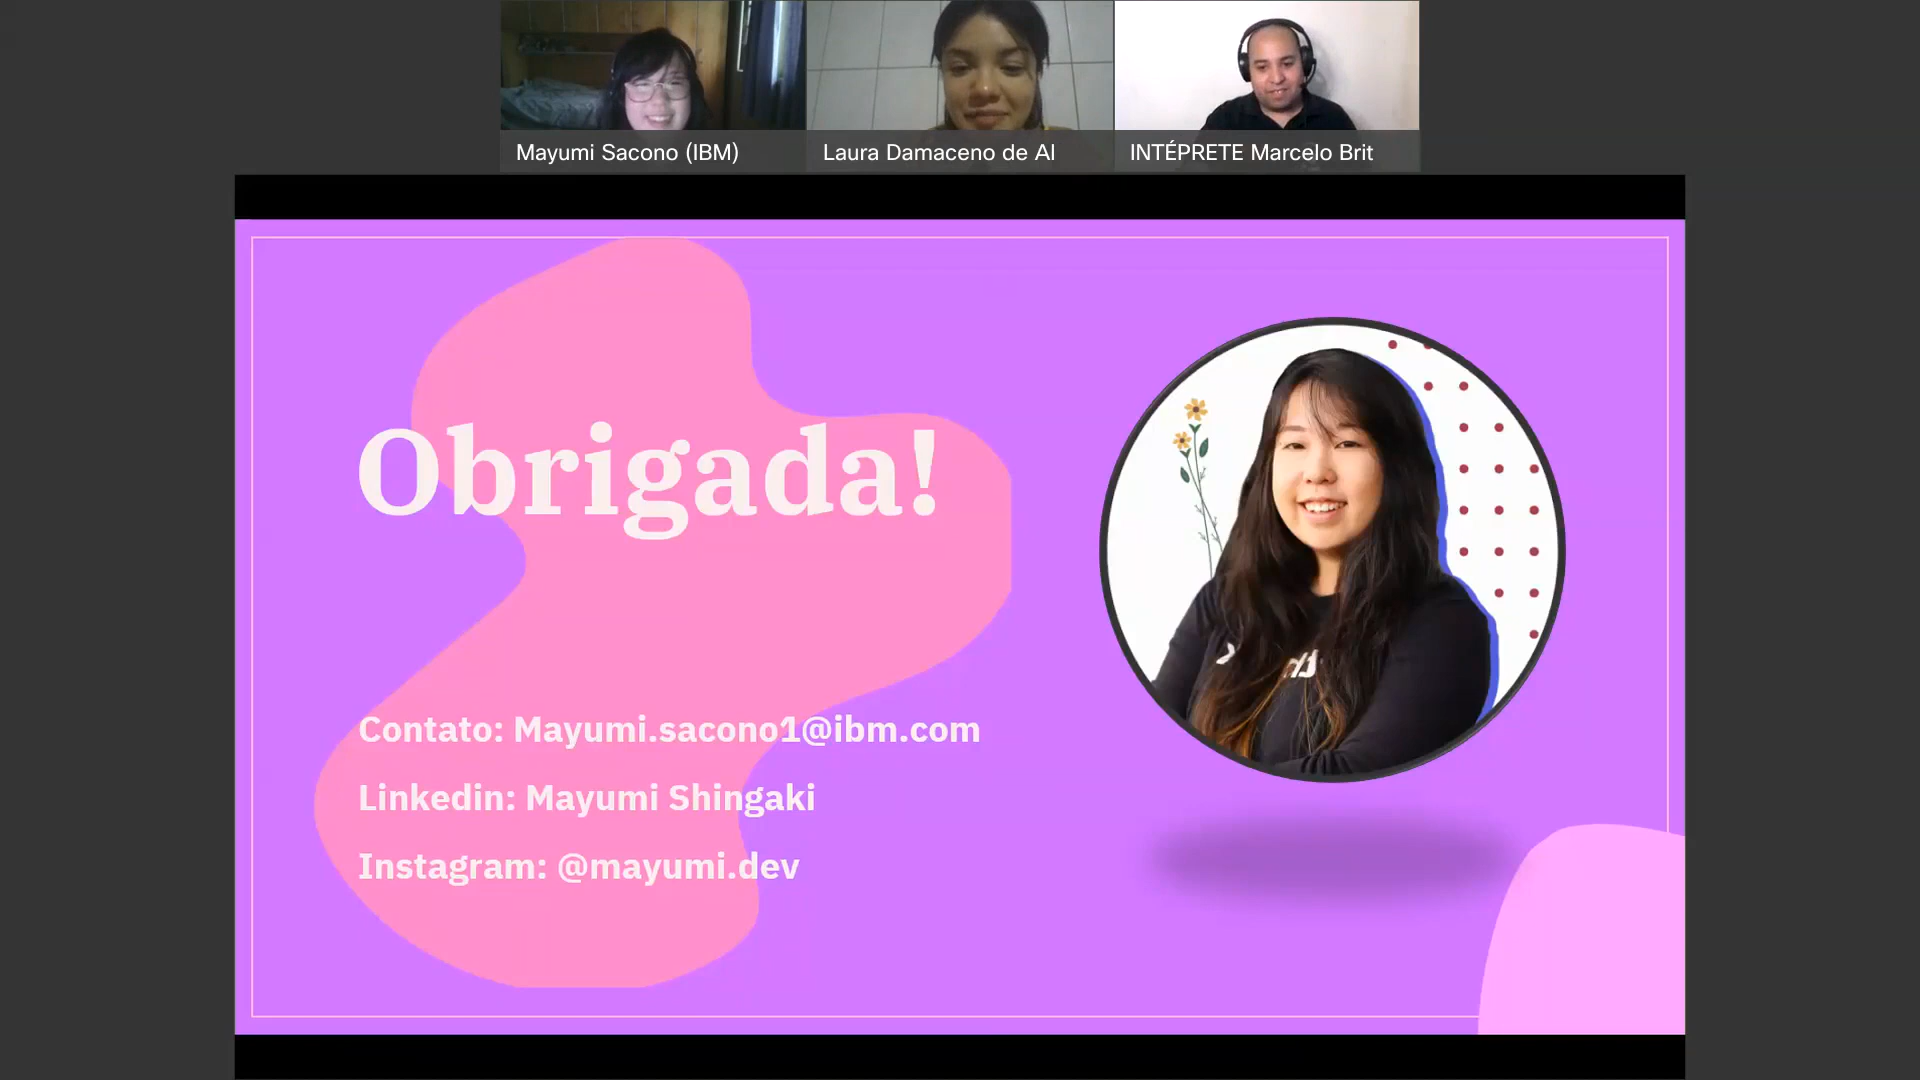 Mayumi Sacono (IBM)
Laura Damaceno de Al
INTÉPRETE Marcelo Brit
Obrigada!
Contato: Mayumi.sacono1@ibm.com
Linkedin: Mayumi Shingaki
Instagram: @mayumi.dev